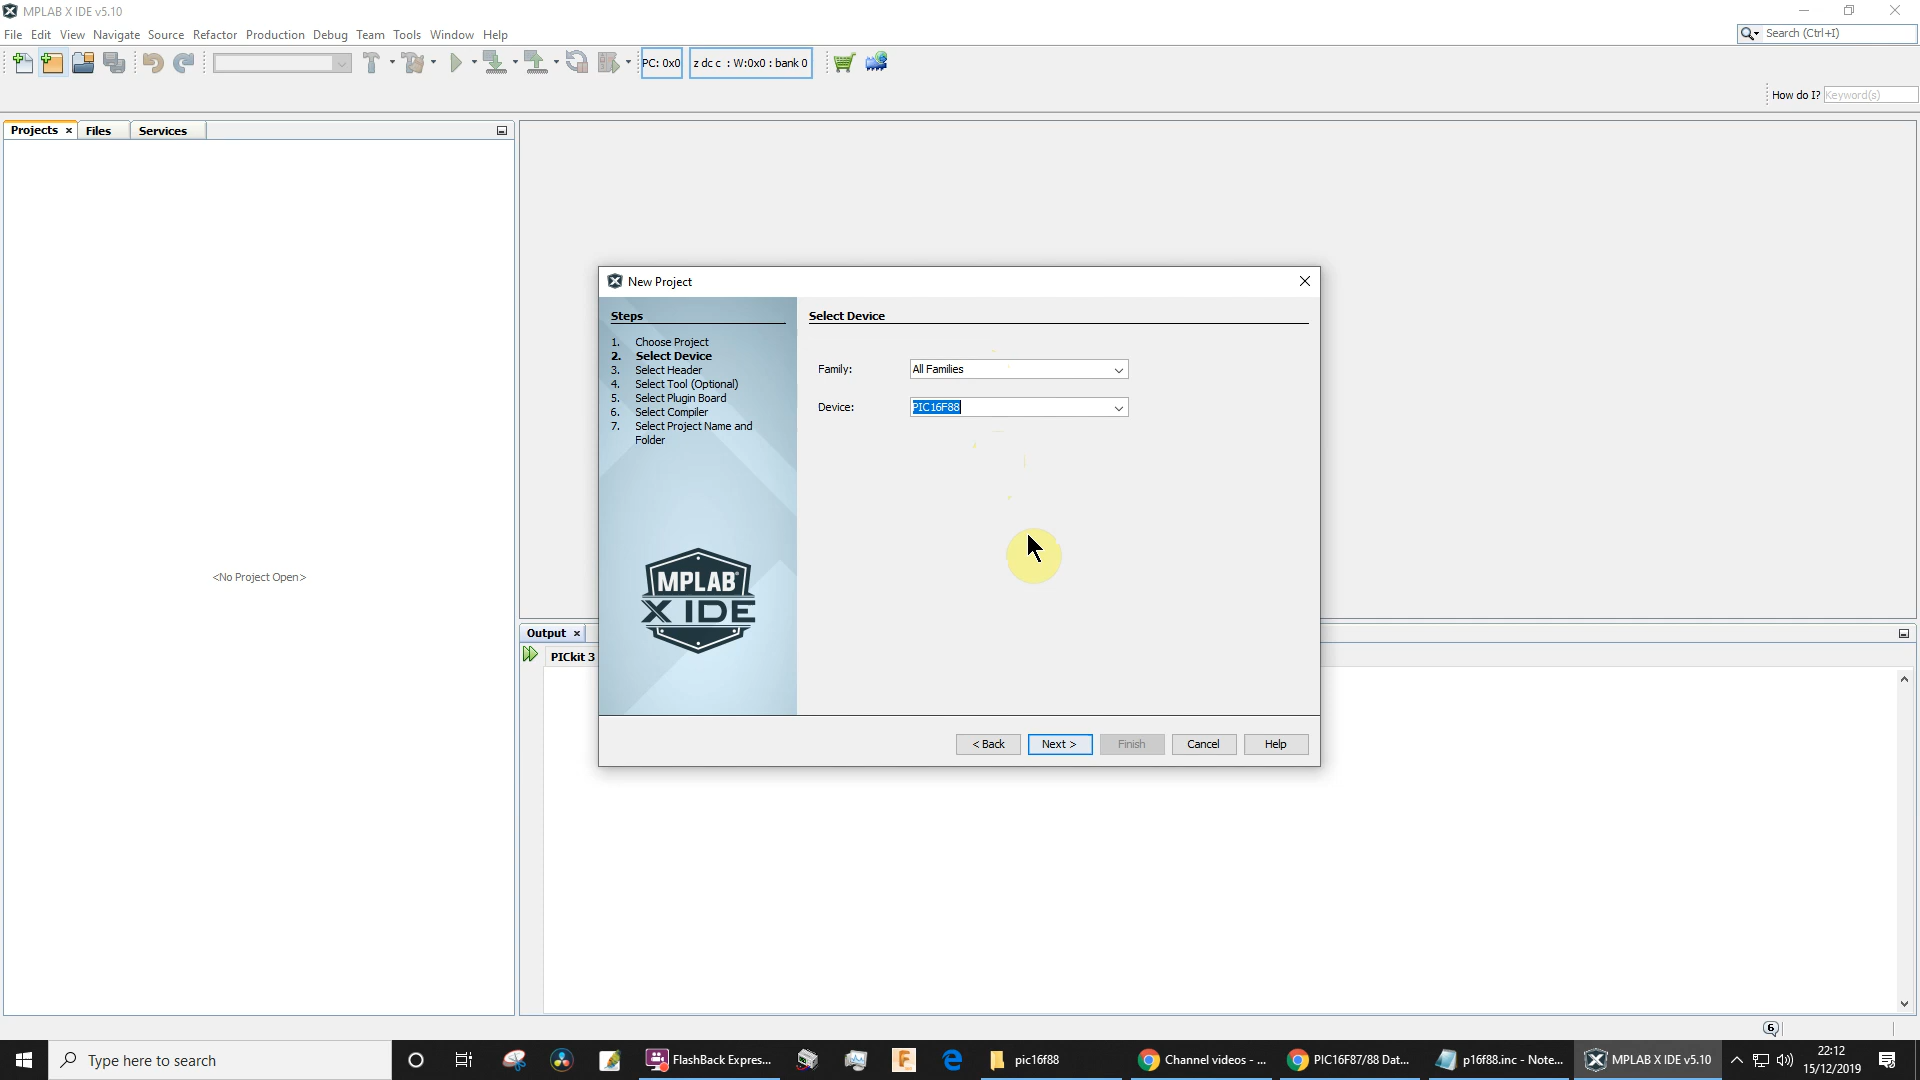 MPLAB X IDE v5.10
File Edit View Navigate Source Refactor Production Debug Team Tools Window Help
Search (Ctrl+I)
PC: 0x0
z dc c : W:0x0 : bank 0
How do I? Keyword(s)
Projects Files Services
<No Project Open>
New Project
Steps
1. Choose Project
2. Select Device
3. Select Header
4. Select Tool (Optional)
5. Select Plugin Board
6. Select Compiler
7. Select Project Name and
Folder
MPLAB
X IDE
Select Device
Family: All Families
Device: PIC16F88
< Back Next > Finish Cancel Help
Output
PICkit 3
6
Type here to search
FlashBack Expres...
pic16f88
Channel videos - ...
PIC16F87/88 Dat...
p16f88.inc - Note...
MPLAB X IDE v5.10
22:12
15/12/2019